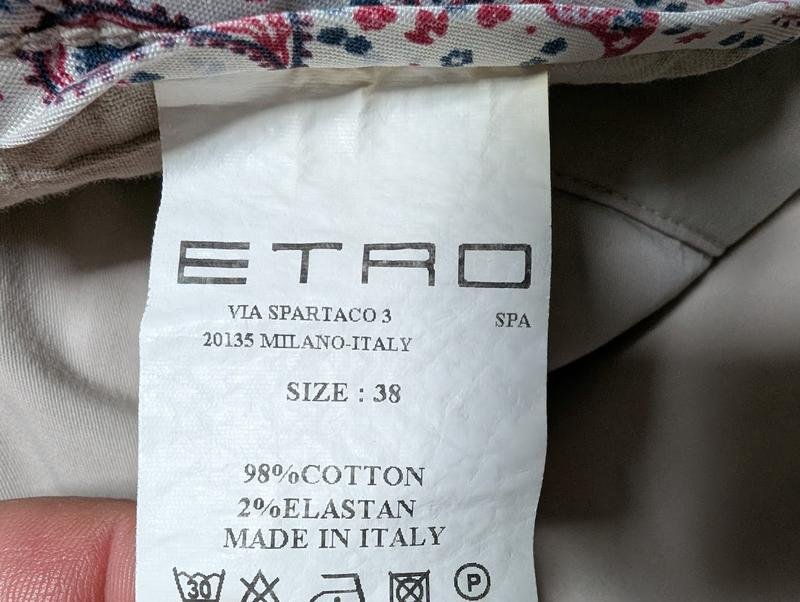 ETRO
VIA SPARTACO 3 SPA
20135 MILANO-ITALY
SIZE : 38
98%COTTON
2%ELASTAN
MADE IN ITALY
30 P